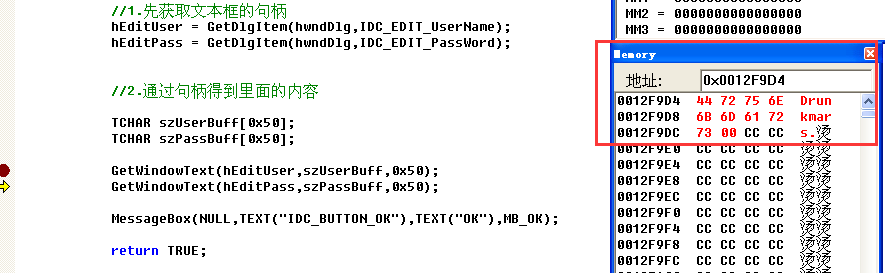 //1.先获取文本框的句柄
hEditUser = GetDlgItem(hwndDlg,IDC_EDIT_UserName);
hEditPass = GetDlgItem(hwndDlg,IDC_EDIT_PassWord);
//2.通过句柄得到里面的内容
TCHAR szUserBuff[0x50];
TCHAR szPassBuff[0x50];
GetWindowText(hEditUser,szUserBuff,0x50);
GetWindowText(hEditPass,szPassBuff,0x50);
MessageBox(NULL,TEXT("IDC_BUTTON_OK"),TEXT("OK"),MB_OK);
return TRUE;
MM2 = 0000000000000000
MM3 = 0000000000000000
Memory
地址: 0x0012F9D4
0012F9D4 44 72 75 6E Drun
0012F9D8 6B 6D 61 72 kmar
0012F9DC 73 00 CC CC s.烫
0012F9E0 CC CC CC CC 烫烫
0012F9E4 CC CC CC CC 烫烫
0012F9E8 CC CC CC CC 烫烫
0012F9EC CC CC CC CC 烫烫
0012F9F0 CC CC CC CC 烫烫
0012F9F4 CC CC CC CC 烫烫
0012F9F8 CC CC CC CC 烫烫
0012F9FC CC CC CC CC 烫烫